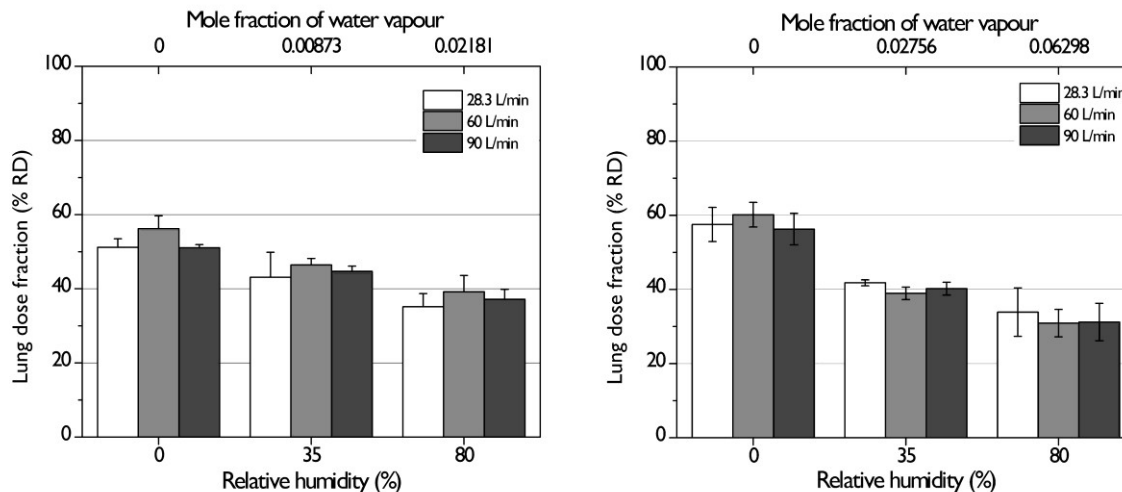 Mole fraction of water vapour
0 0.00873 0.02181
100
80
60
40
20
0
Lung dose fraction (% RD)
28.3 L/min
60 L/min
90 L/min
0 35 80
Relative humidity (%)
Mole fraction of water vapour
0 0.02756 0.06298
100
80
60
40
20
0
Lung dose fraction (% RD)
28.3 L/min
60 L/min
90 L/min
0 35 80
Relative humidity (%)